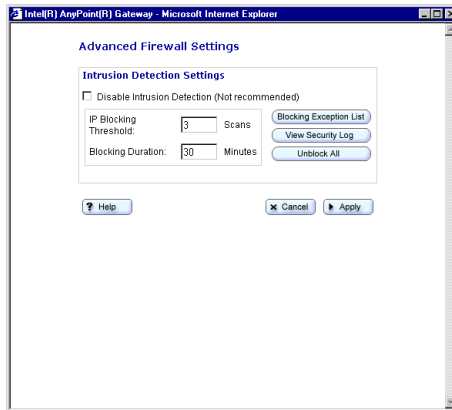 Intel(R) AnyPoint(R) Gateway - Microsoft Internet Explorer
Advanced Firewall Settings
Intrusion Detection Settings
Disable Intrusion Detection (Not recommended)
IP Blocking
Threshold: 3 Scans
Blocking Duration: 30 Minutes
Blocking Exception List
View Security Log
Unblock All
? Help
Cancel
Apply